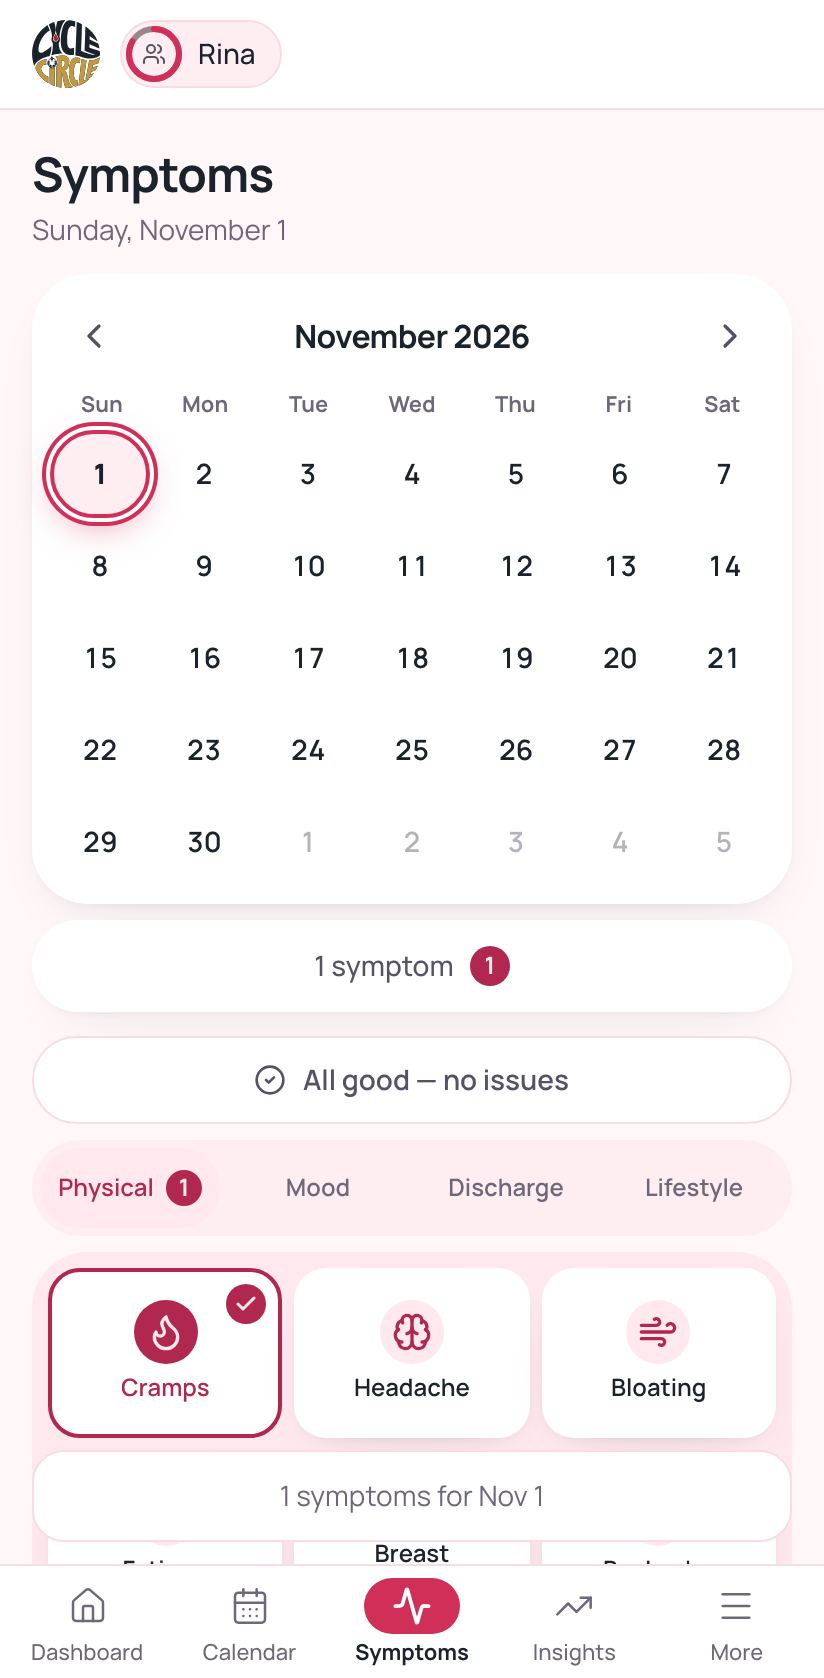 CYCLE
CIRCLE
Rina
Symptoms
Sunday, November 1
November 2026
Sun Mon Tue Wed Thu Fri Sat
1 2 3 4 5 6 7
8 9 10 11 12 13 14
15 16 17 18 19 20 21
22 23 24 25 26 27 28
29 30 1 2 3 4 5
1 symptom 1
All good — no issues
Physical 1 Mood Discharge Lifestyle
Cramps Headache Bloating
1 symptoms for Nov 1
Breast
Dashboard Calendar Symptoms Insights More